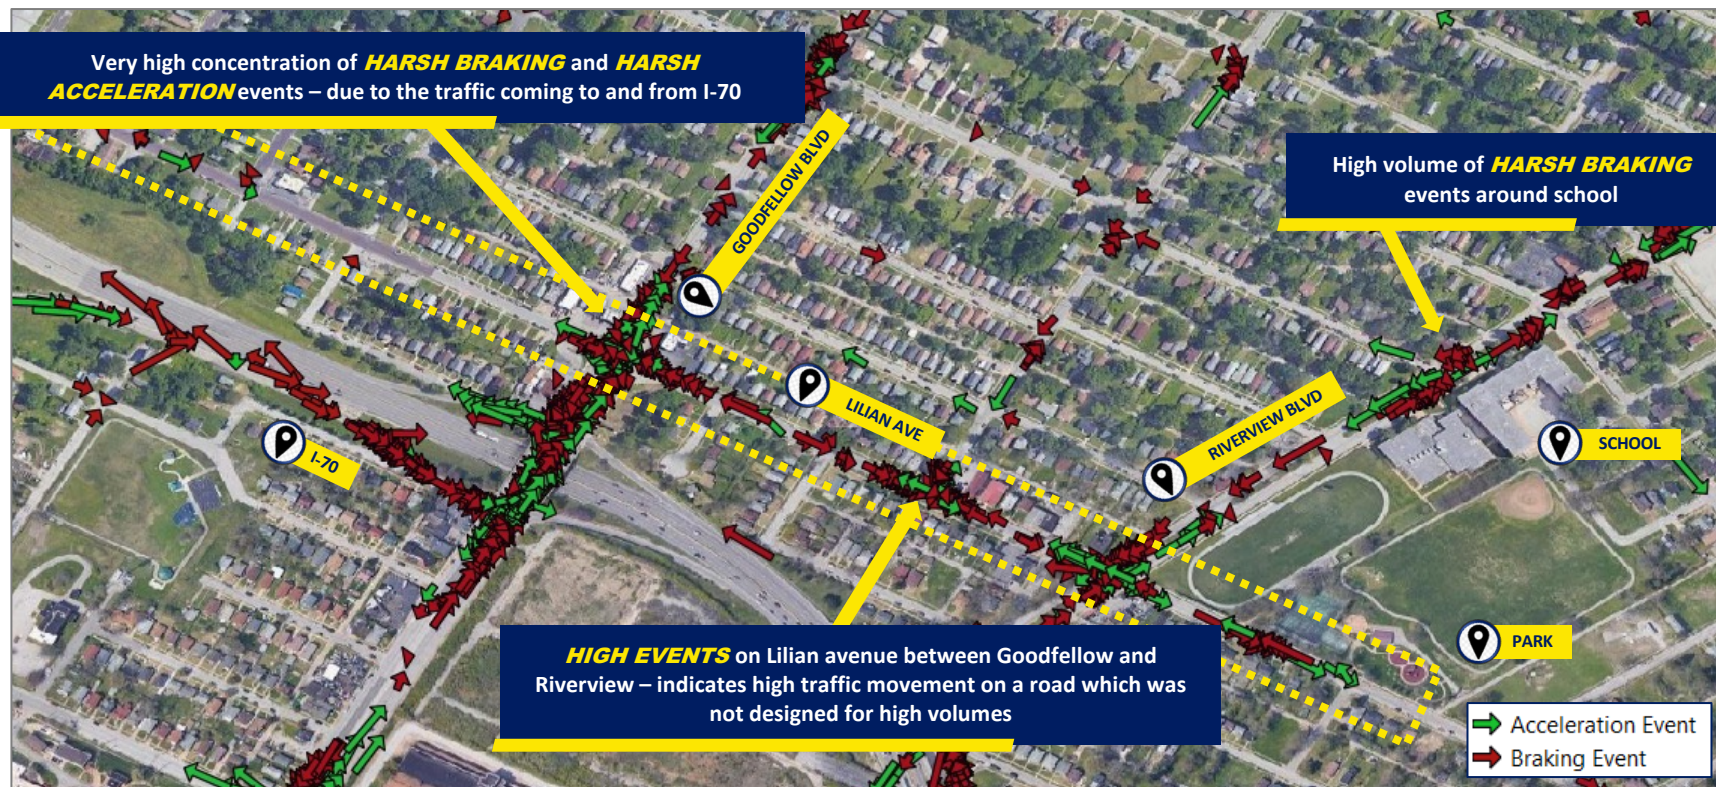 Very high concentration of HARSH BRAKING and HARSH
ACCELERATION events – due to the traffic coming to and from I-70
GOODFELLOW BLVD
High volume of HARSH BRAKING
events around school
LILIAN AVE
RIVERVIEW BLVD
I-70
SCHOOL
PARK
HIGH EVENTS on Lilian avenue between Goodfellow and
Riverview – indicates high traffic movement on a road which was
not designed for high volumes
Acceleration Event
Braking Event